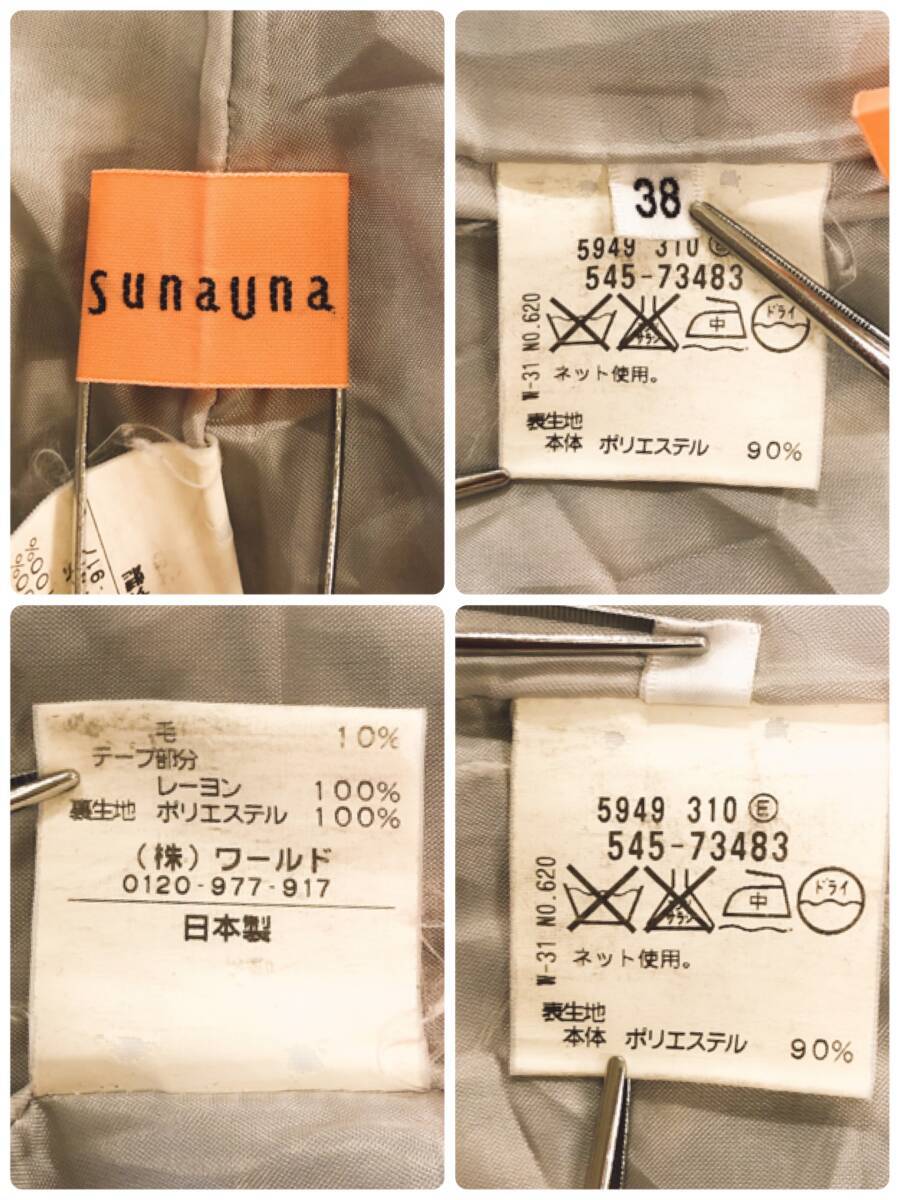 sunauna
38
5949 310 Ⓔ
545-73483
W-31 NO.620
中
ドライ
ネット使用。
表生地
本体 ポリエステル 90%
毛 10%
テープ部分
レーヨン 100%
裏生地 ポリエステル 100%
(株)ワールド
0120-977-917
日本製
5949 310 Ⓔ
545-73483
W-31 NO.620
サラシ
中
ドライ
ネット使用。
表生地
本体 ポリエステル 90%